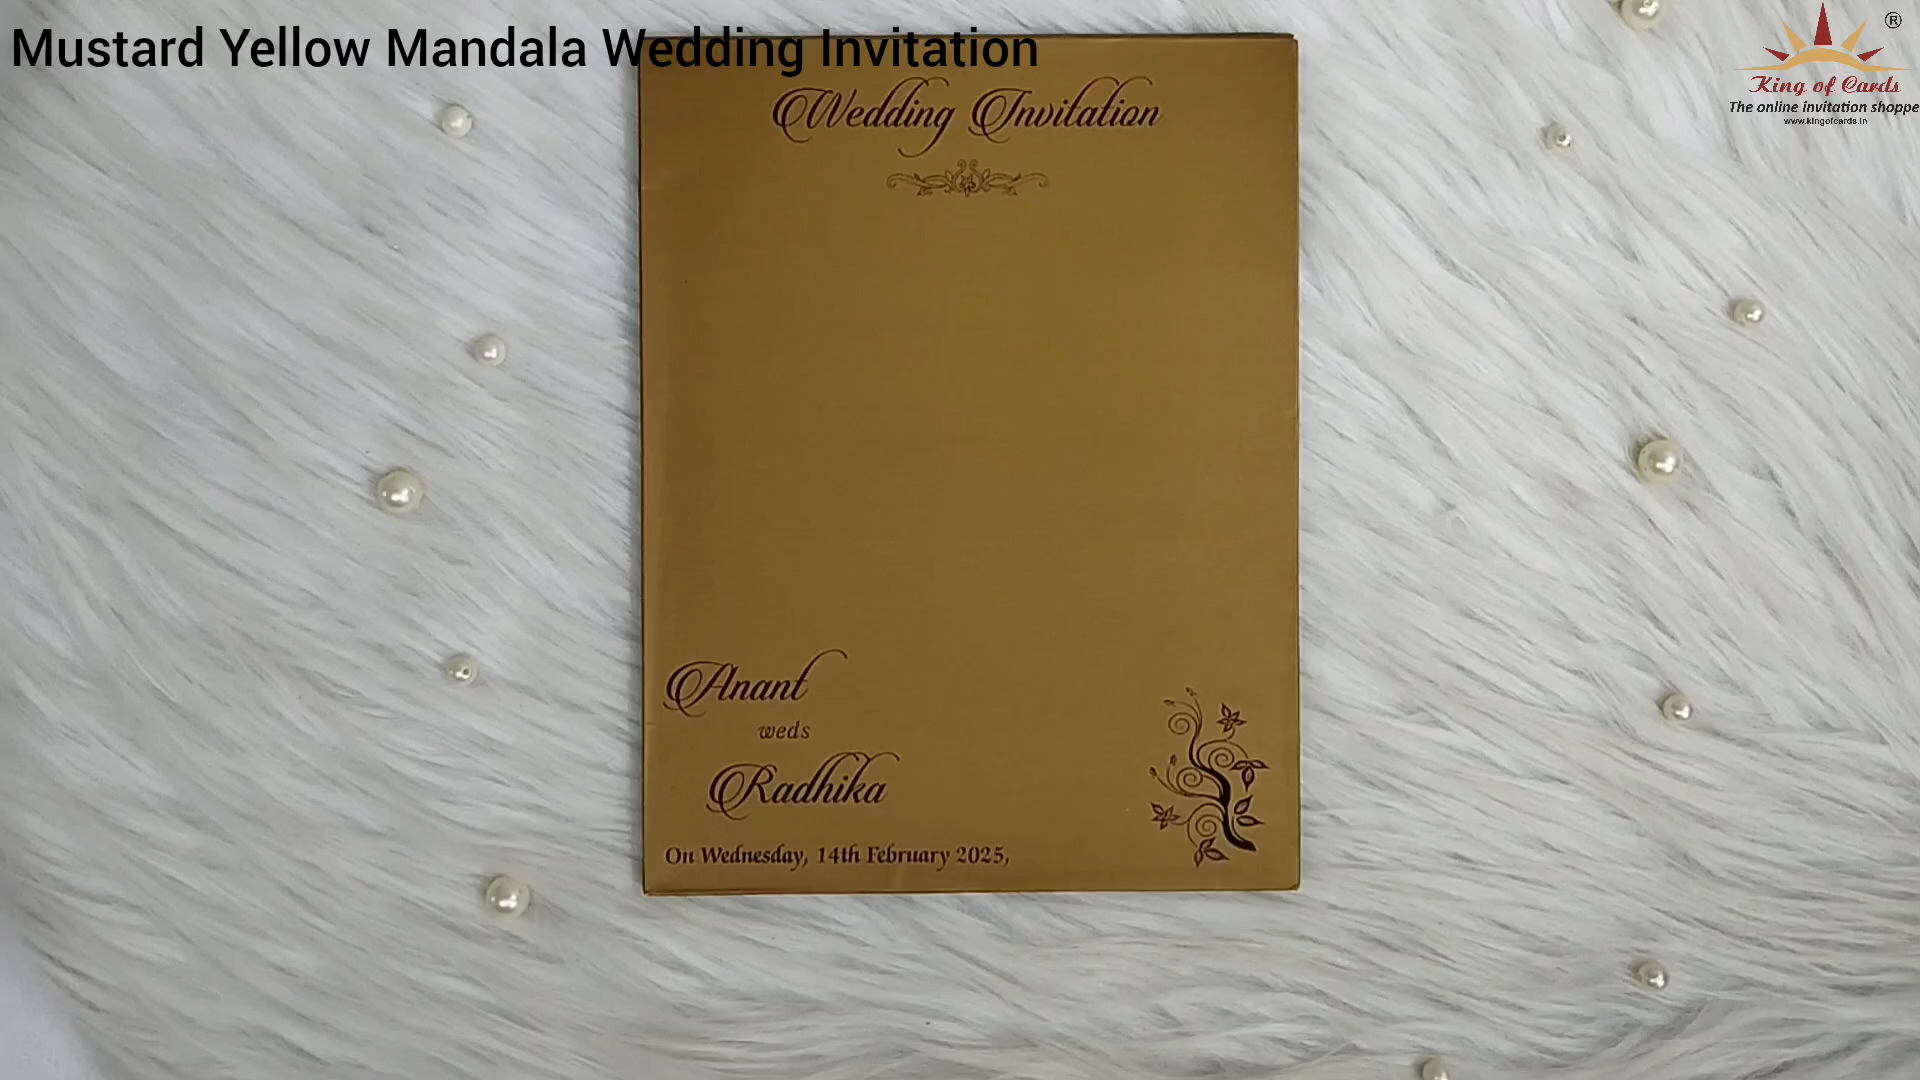 Mustard Yellow Mandala Wedding Invitation
®
King of Cards
The online invitation shoppe
www.kingofcards.in
Wedding Invitation
Anant
weds
Radhika
On Wednesday, 14th February 2025,